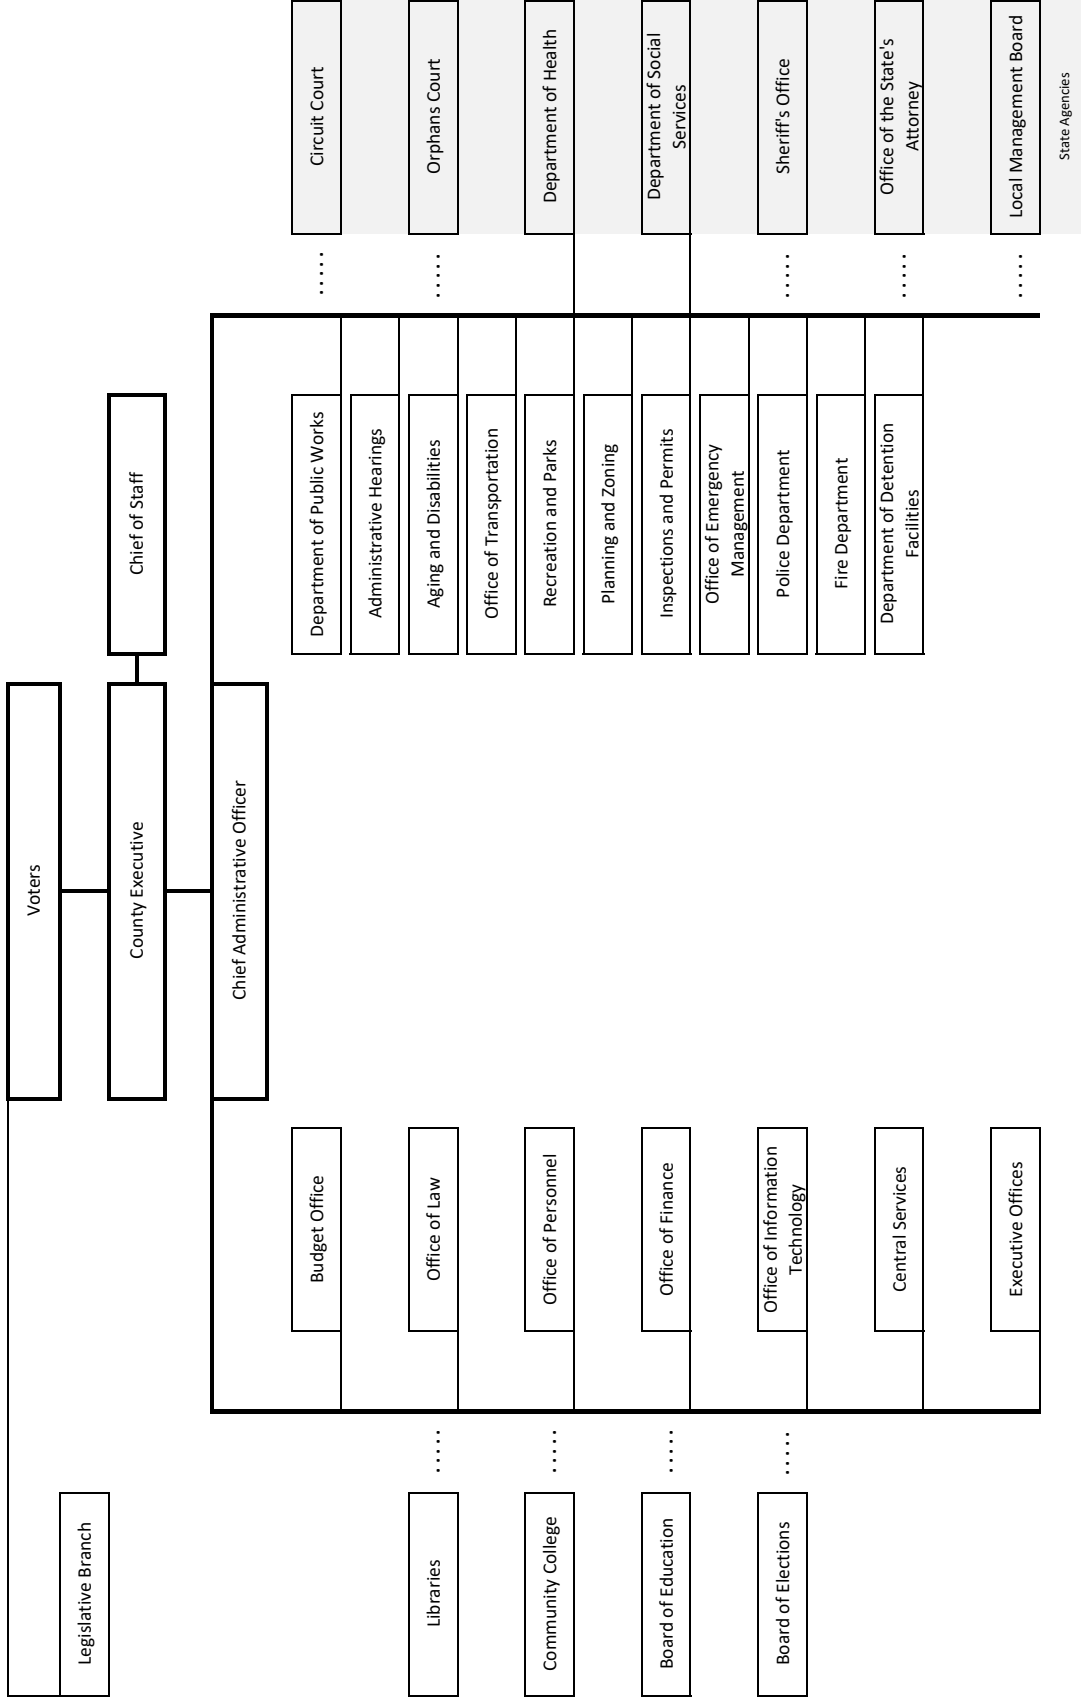 Voters
Legislative Branch
County Executive
Chief of Staff
Chief Administrative Officer
Budget Office
Department of Public Works
Circuit Court
.....
Administrative Hearings
Libraries
.....
Office of Law
Aging and Disabilities
.....
Orphans Court
Office of Transportation
Community College
.....
Office of Personnel
Recreation and Parks
Department of Health
Planning and Zoning
Board of Education
.....
Office of Finance
Inspections and Permits
Department of Social
Services
Office of Emergency
Management
Board of Elections
.....
Office of Information
Technology
Police Department
.....
Sheriff's Office
Fire Department
Central Services
Department of Detention
Facilities
.....
Office of the State's
Attorney
Executive Offices
.....
Local Management Board
State Agencies